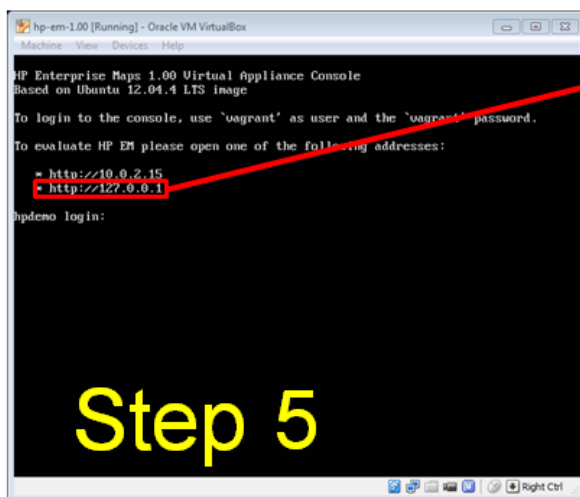 hp-em-1.00 [Running] - Oracle VM VirtualBox
Machine View Devices Help
HP Enterprise Maps 1.00 Virtual Appliance Console
Based on Ubuntu 12.04.4 LTS image
To login to the console, use `vagrant' as user and the `vagrant' password.
To evaluate HP EM please open one of the following addresses:
* http://10.0.2.15
* http://127.0.0.1
hpdemo login:
Step 5
Right Ctrl